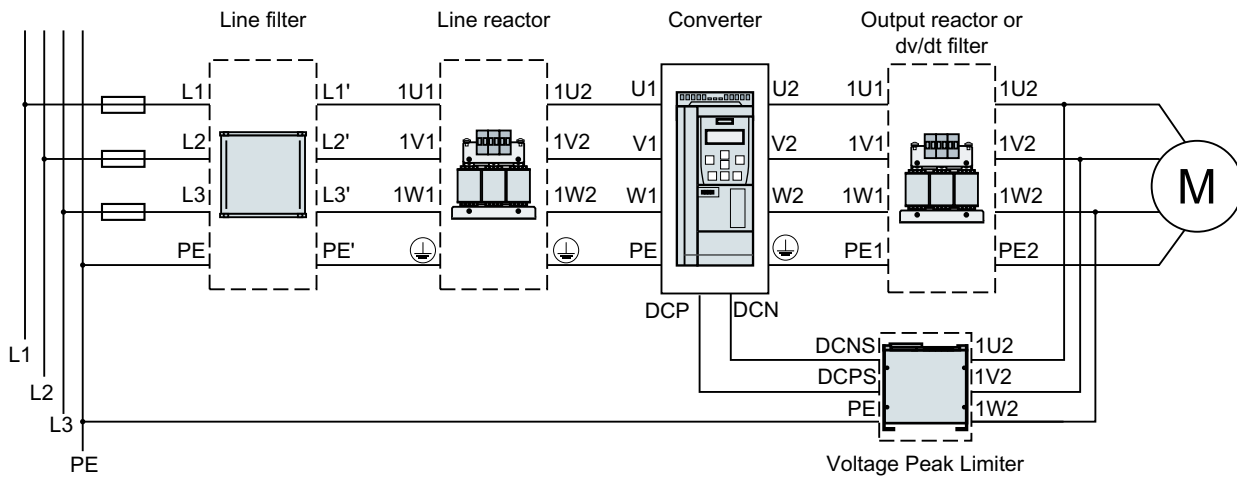 Line filter Line reactor Converter Output reactor or
dv/dt filter
L1 L1' 1U1 1U2 U1 U2 1U1 1U2
L2 L2' 1V1 1V2 V1 V2 1V1 1V2
L3 L3' 1W1 1W2 W1 W2 1W1 1W2
M
PE PE' PE PE1 PE2
DCP DCN
L1 DCNS 1U2
L2 DCPS 1V2
L3 PE 1W2
PE Voltage Peak Limiter